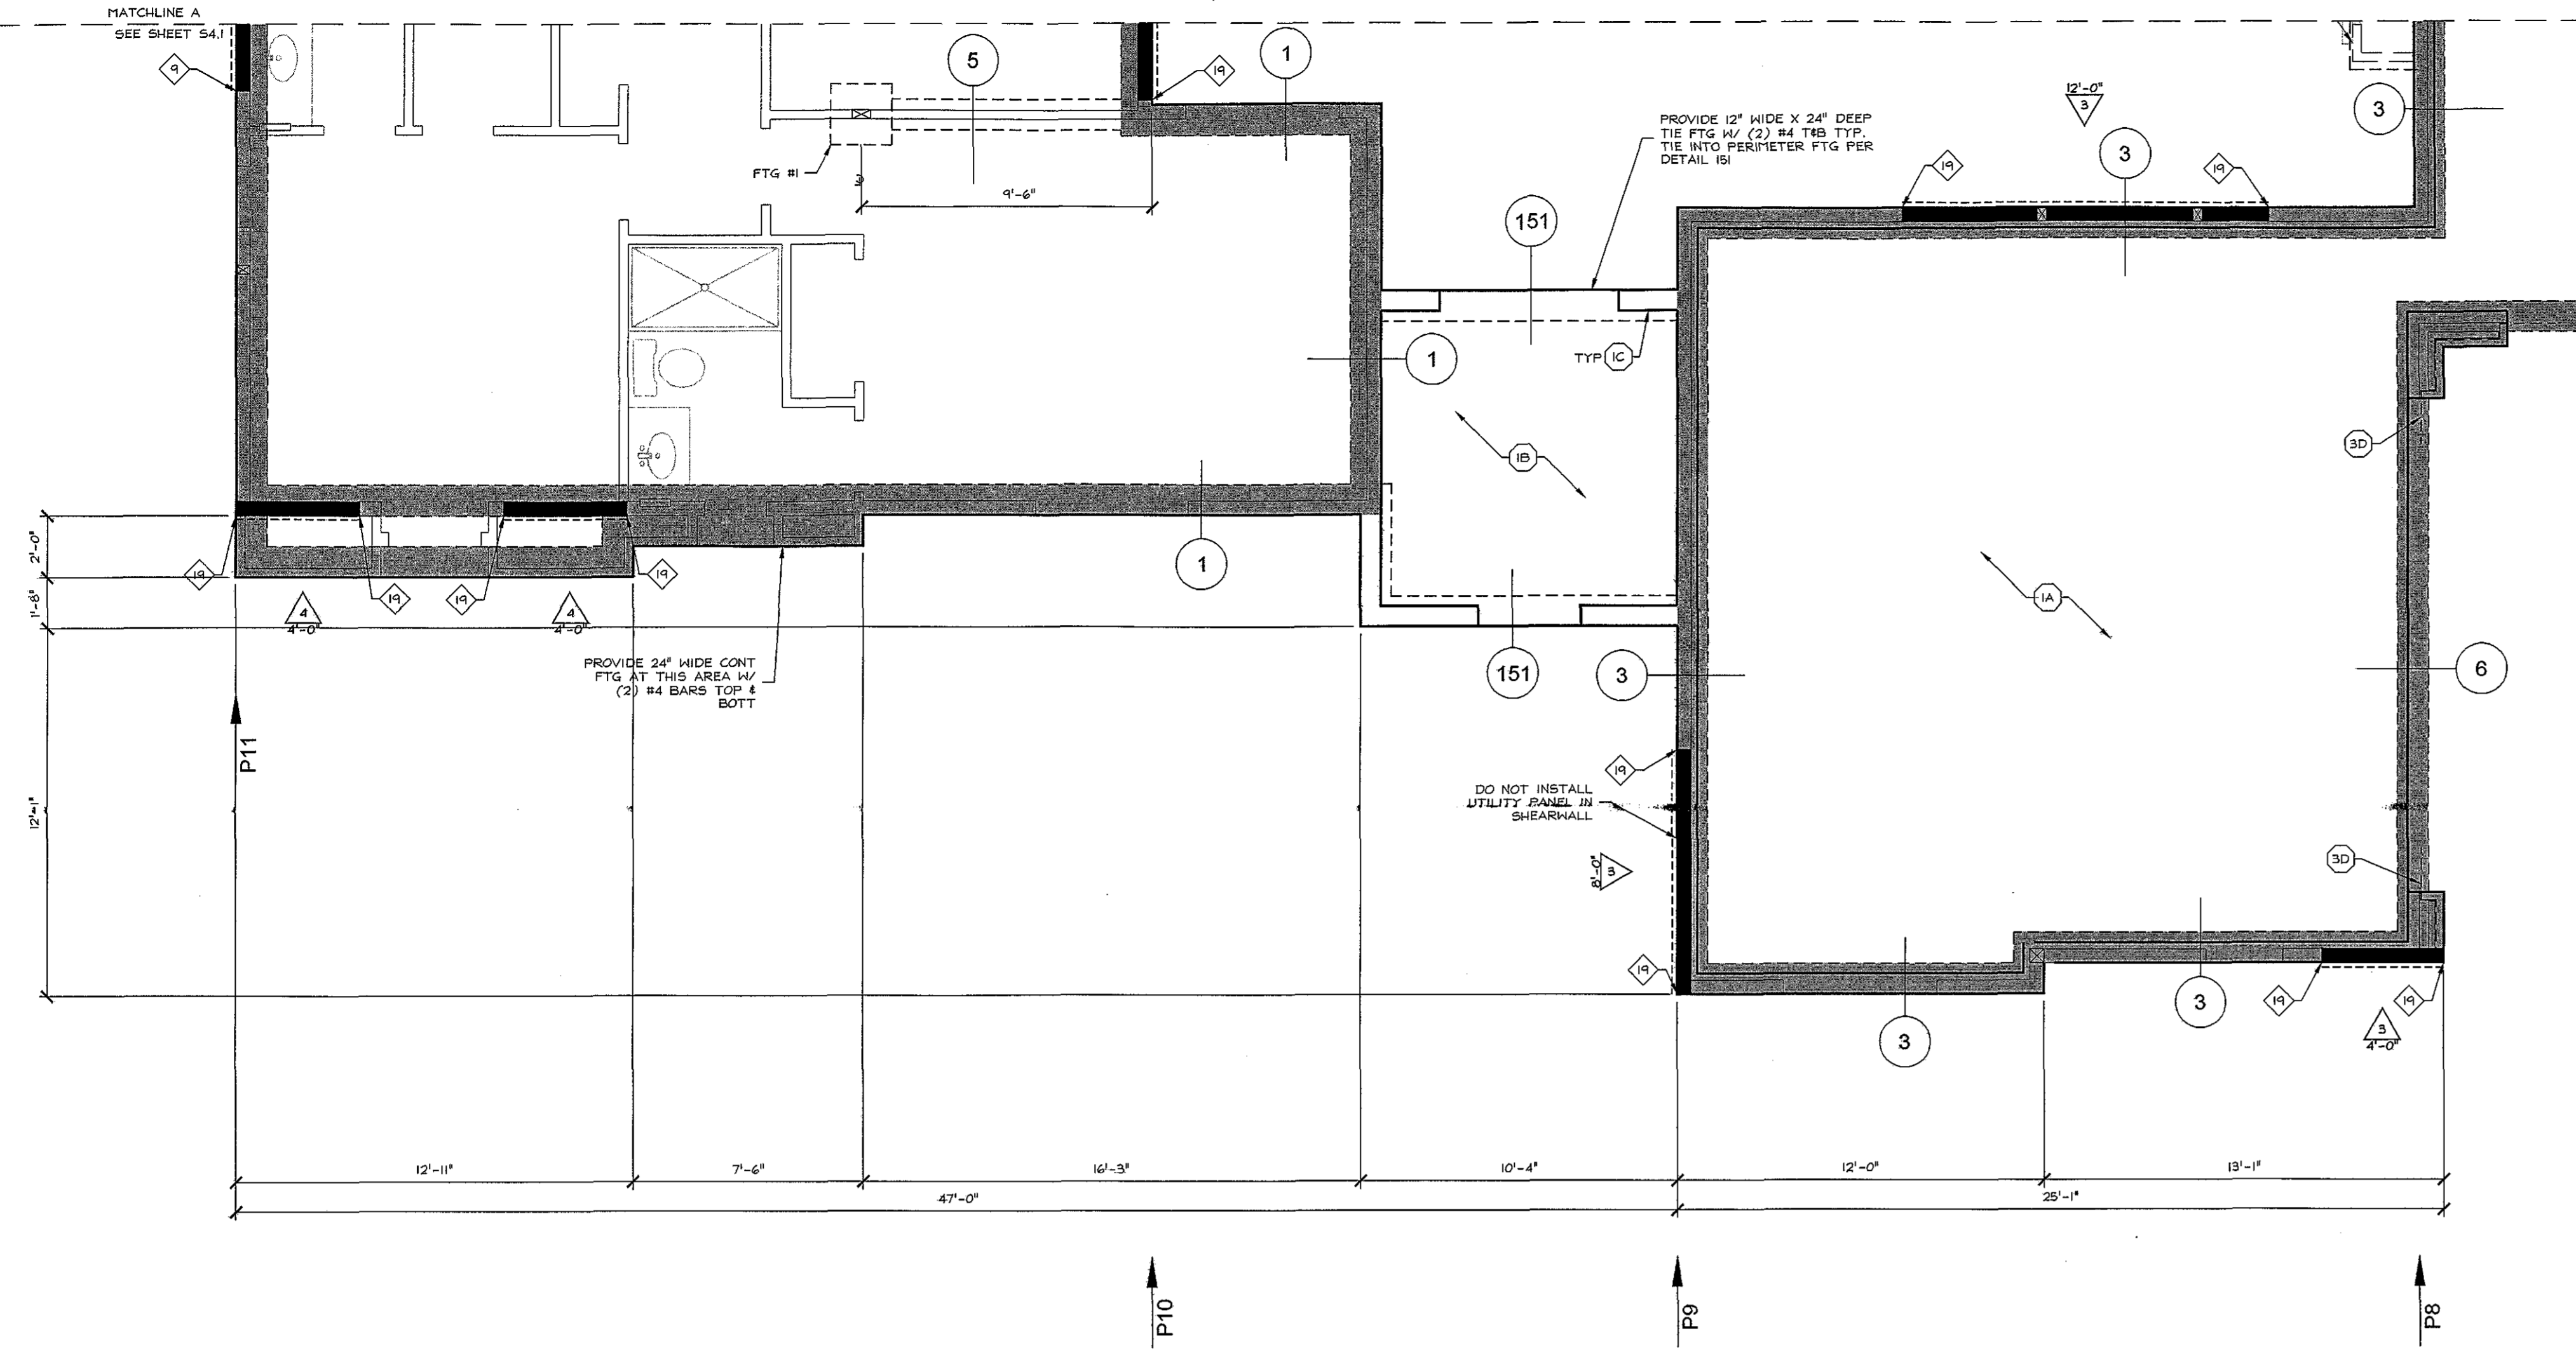 MATCHLINE A
SEE SHEET S4.1
9
5
1
19
FTG #1
9'-6"
PROVIDE 12" WIDE X 24" DEEP
TIE FTG W/ (2) #4 T&B TYP.
TIE INTO PERIMETER FTG PER
DETAIL 151
12'-0"
3
3
3
19
19
151
TYP 1C
1
1B
3D
2'-0"
1'-8"
12'-1"
19
19
19
19
4
4'-0"
4
4'-0"
1
PROVIDE 24" WIDE CONT
FTG AT THIS AREA W/
(2) #4 BARS TOP &
BOTT
151
3
1A
6
P11
19
DO NOT INSTALL
UTILITY PANEL IN
SHEARWALL
8'-0"
3
3D
19
3
3
19
19
3
4'-0"
12'-11"
7'-6"
16'-3"
10'-4"
12'-0"
13'-1"
47'-0"
25'-1"
P10
P9
P8